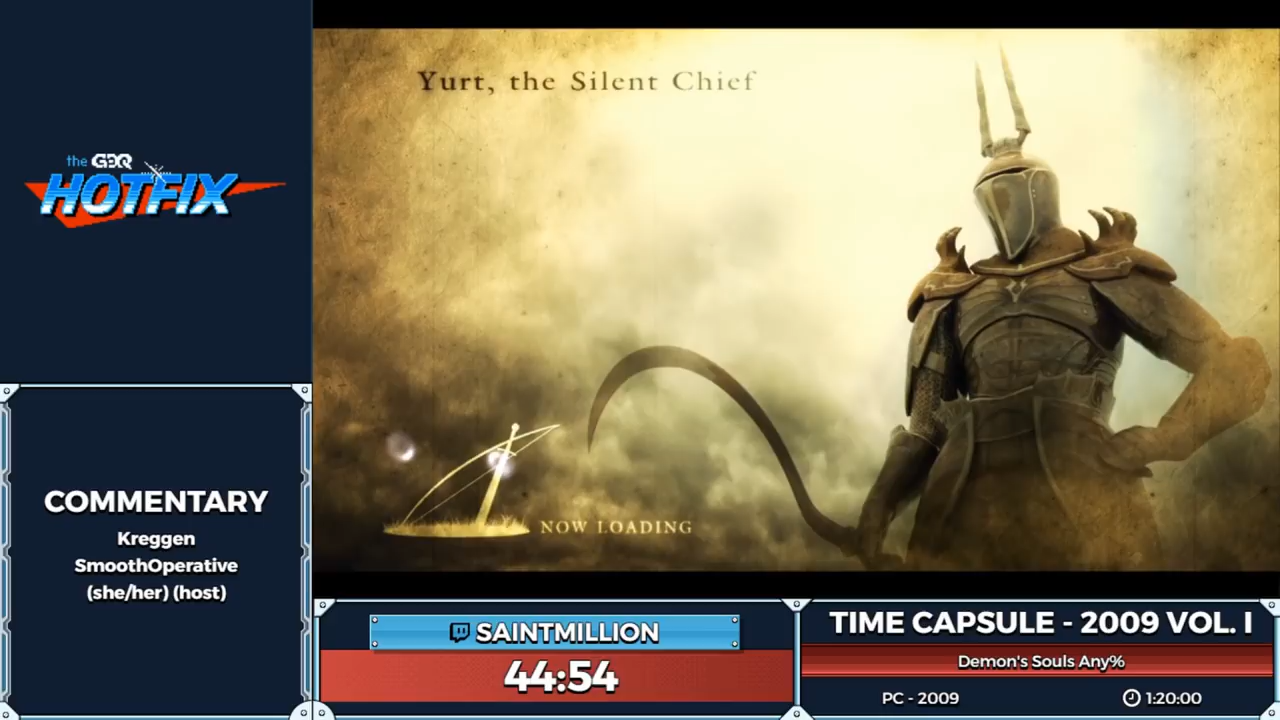 the GDQ
HOTFIX
Yurt, the Silent Chief
NOW LOADING
COMMENTARY
Kreggen
SmoothOperative
(she/her) (host)
SAINTMILLION
44:54
TIME CAPSULE - 2009 VOL. I
Demon's Souls Any%
PC - 2009
1:20:00